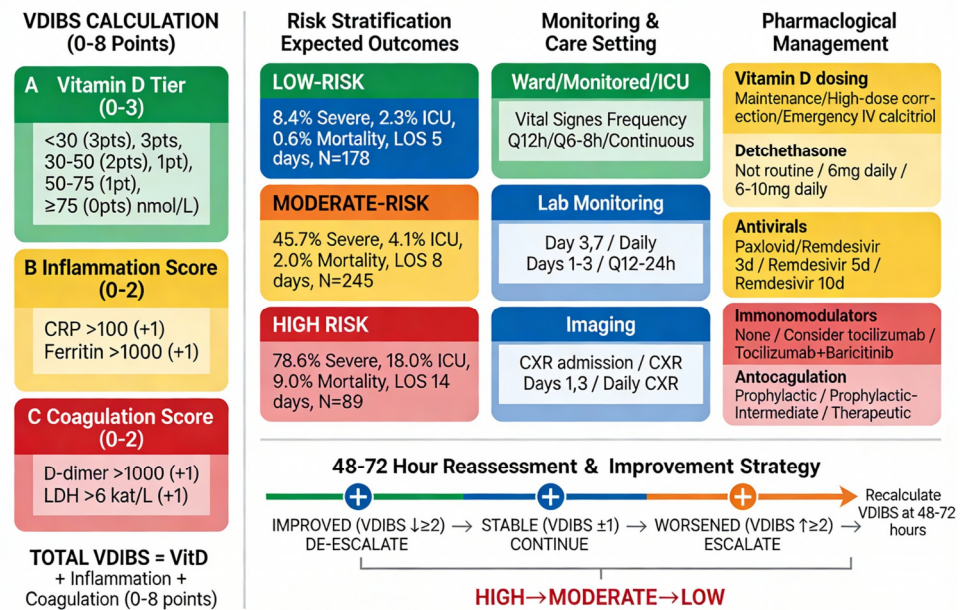 VDIBS CALCULATION
(0-8 Points)
A Vitamin D Tier
(0-3)
<30 (3pts), 3pts,
30-50 (2pts), 1pt),
50-75 (1pt),
≥75 (0pts) nmol/L)
B Inflammation Score
(0-2)
CRP >100 (+1)
Ferritin >1000 (+1)
C Coagulation Score
(0-2)
D-dimer >1000 (+1)
LDH >6 kat/L (+1)
TOTAL VDIBS = VitD
+ Inflammation +
Coagulation (0-8 points)
Risk Stratification
Expected Outcomes
LOW-RISK
8.4% Severe, 2.3% ICU,
0.6% Mortality, LOS 5
days, N=178
MODERATE-RISK
45.7% Severe, 4.1% ICU,
2.0% Mortality, LOS 8
days, N=245
HIGH RISK
78.6% Severe, 18.0% ICU,
9.0% Mortality, LOS 14
days, N=89
Monitoring &
Care Setting
Ward/Monitored/ICU
Vital Signes Frequency
Q12h/Q6-8h/Continuous
Lab Monitoring
Day 3,7 / Daily
Days 1-3 / Q12-24h
Imaging
CXR admission / CXR
Days 1,3 / Daily CXR
Pharmaclogical
Management
Vitamin D dosing
Maintenance/High-dose corr-
ection/Emergency IV calcitriol
Detchethasone
Not routine / 6mg daily /
6-10mg daily
Antivirals
Paxlovid/Remdesivir
3d / Remdesivir 5d /
Remdesivir 10d
Immonomodulators
None / Consider tocilizumab /
Tocilizumab+Baricitinib
Antocagulation
Prophylactic / Prophylactic-
Intermediate / Therapeutic
48-72 Hour Reassessment & Improvement Strategy
IMPROVED (VDIBS ↓≥2) → STABLE (VDIBS ±1) → WORSENED (VDIBS ↑≥2) →
DE-ESCALATE CONTINUE ESCALATE
Recalculate
VDIBS at 48-72
hours
HIGH→MODERATE→LOW